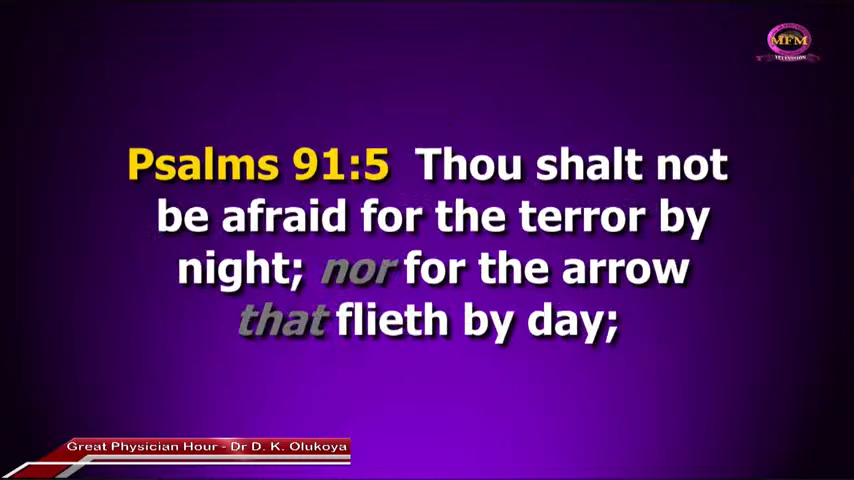 MFM
TELEVISION
Psalms 91:5 Thou shalt not
be afraid for the terror by
night; nor for the arrow
that flieth by day;
Great Physician Hour - Dr D. K. Olukoya